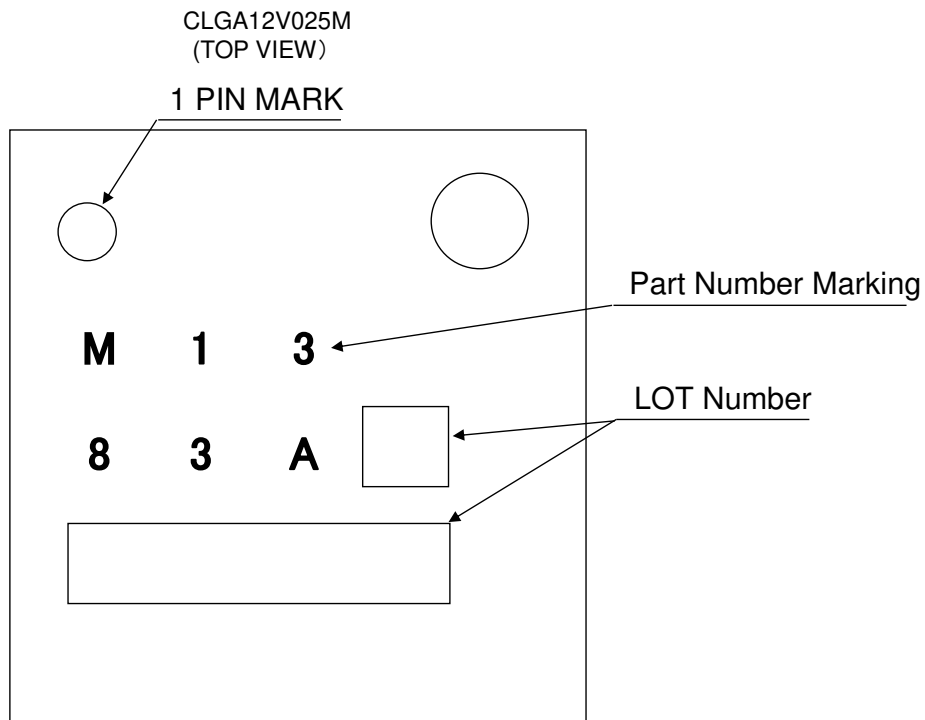 CLGA12V025M
(TOP VIEW）
1 PIN MARK
Part Number Marking
M 1 3
LOT Number
8 3 A